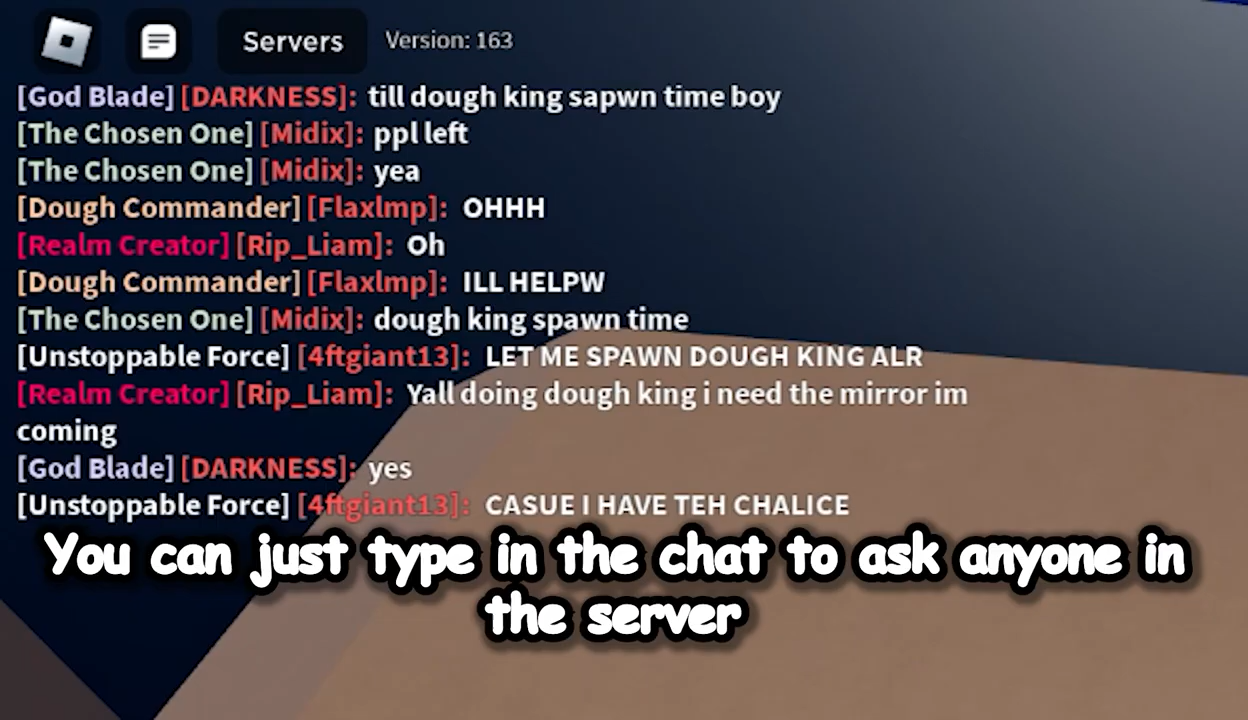 Servers Version: 163
[God Blade] [DARKNESS]: till dough king sapwn time boy
[The Chosen One] [Midix]: ppl left
[The Chosen One] [Midix]: yea
[Dough Commander] [Flaxlmp]: OHHH
[Realm Creator] [Rip_Liam]: Oh
[Dough Commander] [Flaxlmp]: ILL HELPW
[The Chosen One] [Midix]: dough king spawn time
[Unstoppable Force] [4ftgiant13]: LET ME SPAWN DOUGH KING ALR
[Realm Creator] [Rip_Liam]: Yall doing dough king i need the mirror im
coming
[God Blade] [DARKNESS]: yes
[Unstoppable Force] [4ftgiant13]: CASUE I HAVE TEH CHALICE
You can just type in the chat to ask anyone in
the server